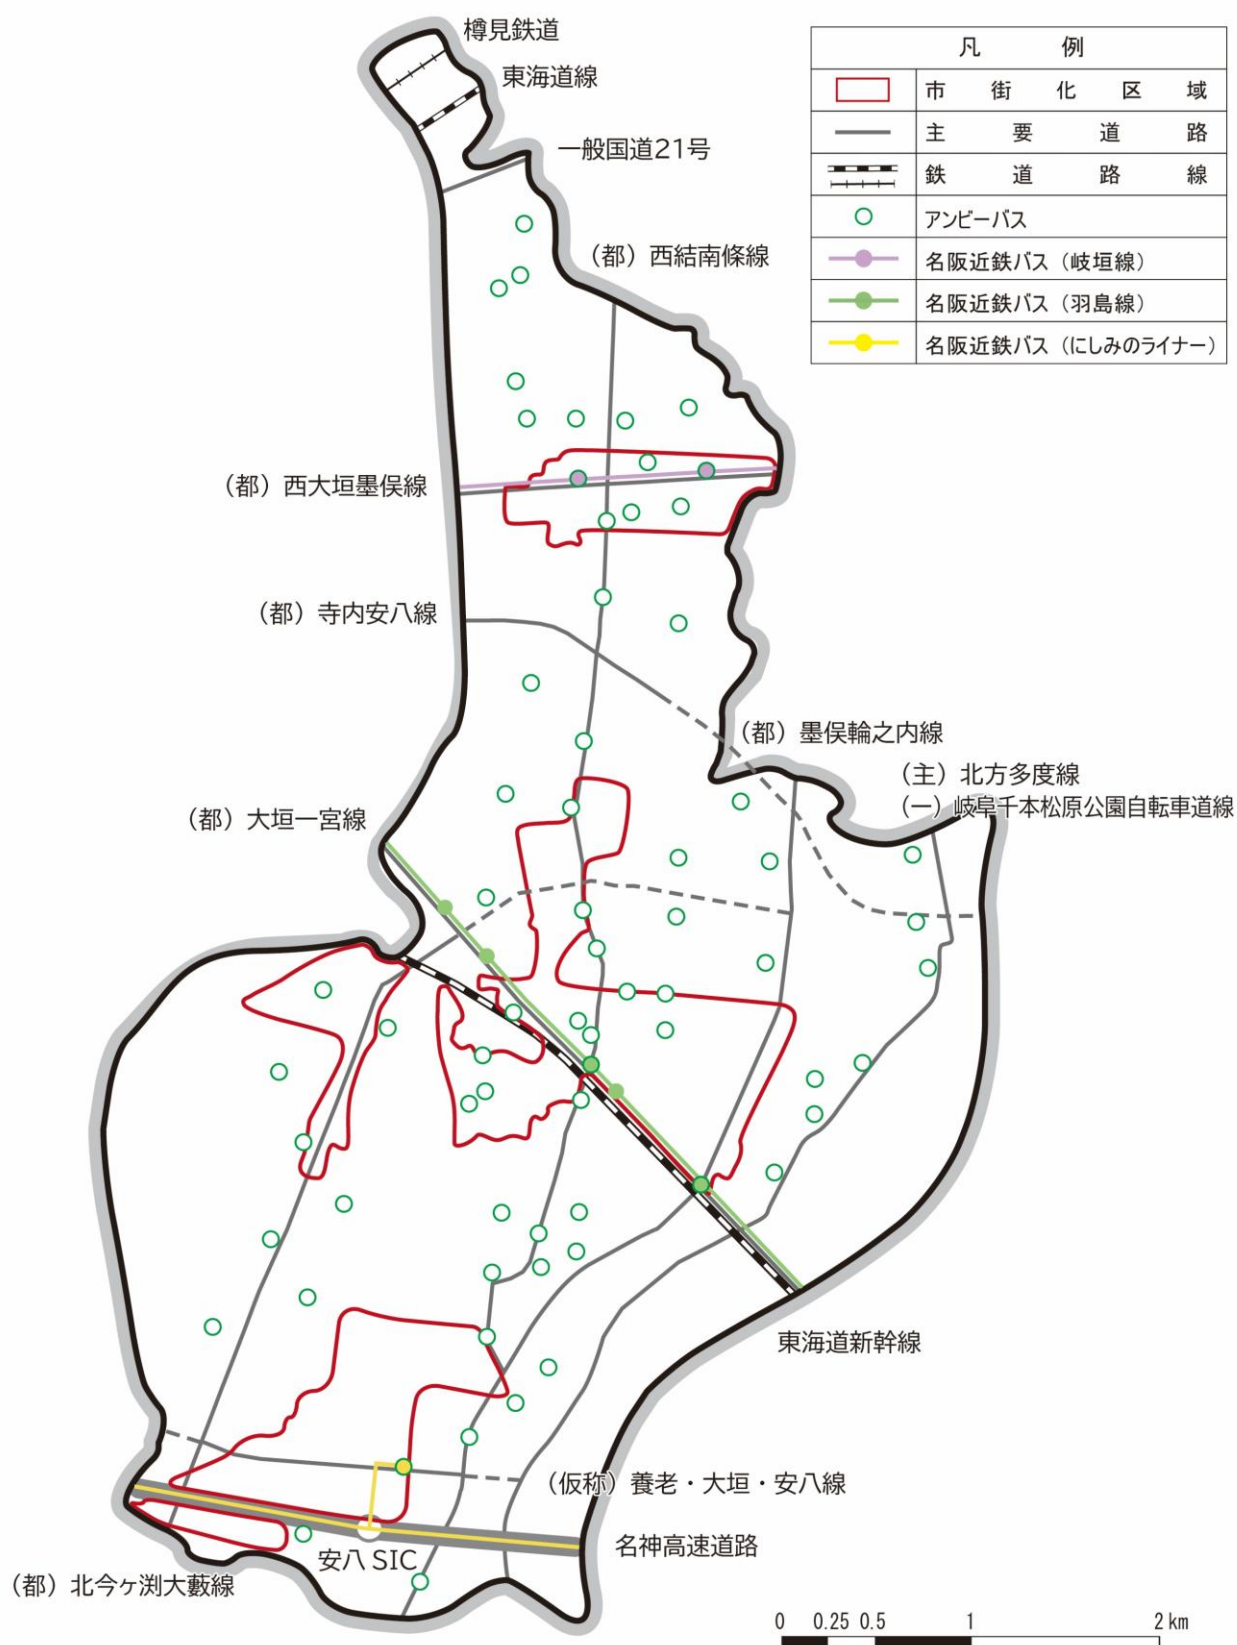 樽見鉄道
東海道線
一般国道21号
（都）西結南條線
凡例
市街化区域
主要道路
鉄道路線
アンビーバス
名阪近鉄バス（岐垣線）
名阪近鉄バス（羽島線）
名阪近鉄バス（にしみのライナー）
（都）西大垣墨俣線
（都）寺内安八線
（都）墨俣輪之内線
（主）北方多度線
（一）岐阜千本松原公園自転車道線
（都）大垣一宮線
東海道新幹線
（仮称）養老・大垣・安八線
名神高速道路
安八 SIC
（都）北今ヶ渕大藪線
0 0.25 0.5 1 2 km